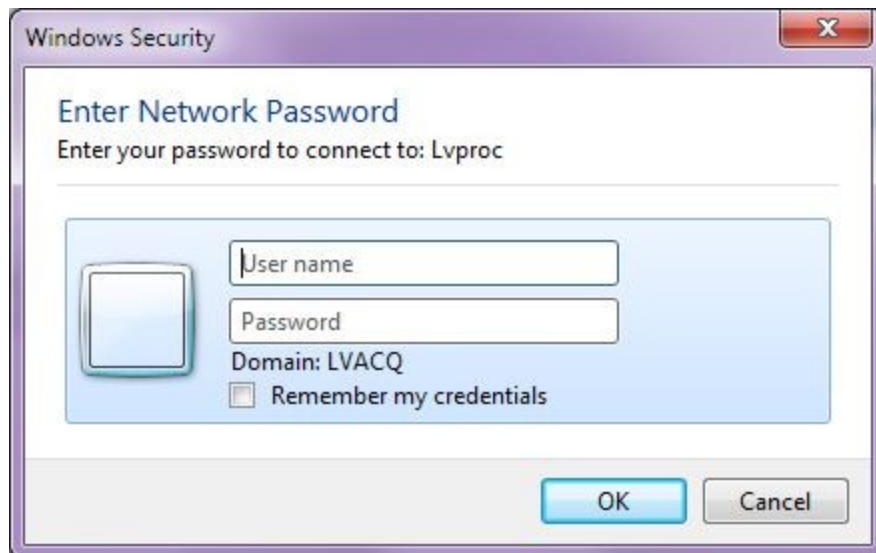 Windows Security
Enter Network Password
Enter your password to connect to: Lvproc
User name
Password
Domain: LVACQ
Remember my credentials
OK
Cancel